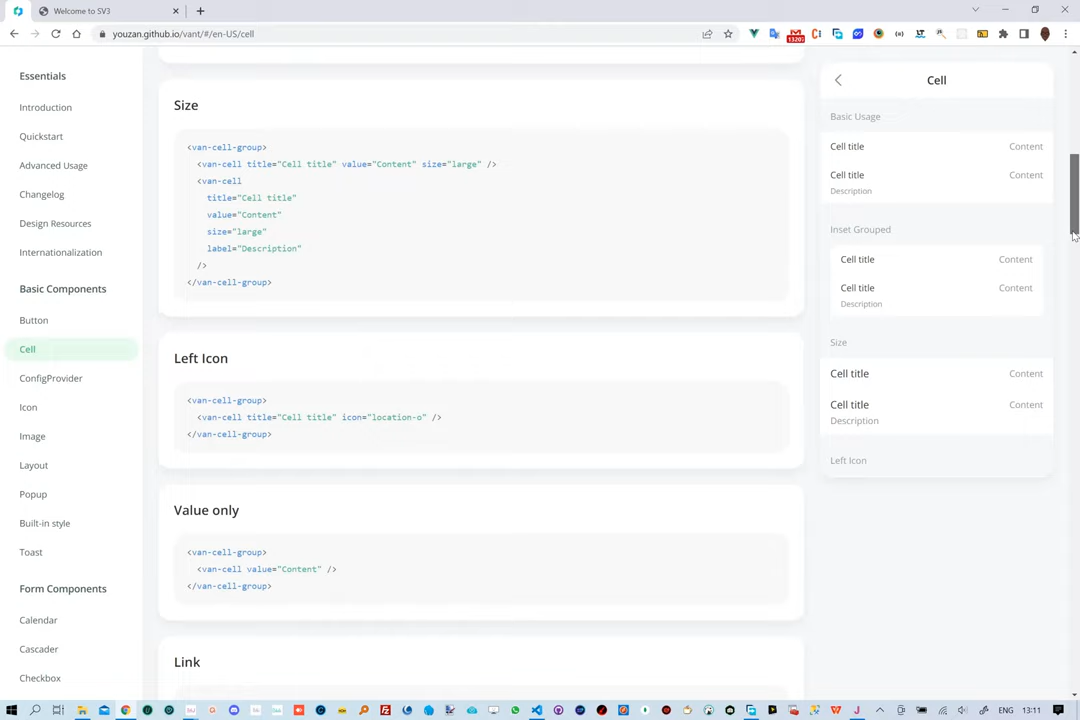 Welcome to SV3
youzan.github.io/vant/#/en-US/cell
Essentials
Introduction
Quickstart
Advanced Usage
Changelog
Design Resources
Internationalization
Basic Components
Button
Cell
ConfigProvider
Icon
Image
Layout
Popup
Built-in style
Toast
Form Components
Calendar
Cascader
Checkbox
Size
<van-cell-group>
<van-cell title="Cell title" value="Content" size="large" />
<van-cell
title="Cell title"
value="Content"
size="large"
label="Description"
/>
</van-cell-group>
Left Icon
<van-cell-group>
<van-cell title="Cell title" icon="location-o" />
</van-cell-group>
Value only
<van-cell-group>
<van-cell value="Content" />
</van-cell-group>
Link
Cell
Basic Usage
Cell title Content
Cell title Content
Description
Inset Grouped
Cell title Content
Cell title Content
Description
Size
Cell title Content
Cell title Content
Description
Left Icon
ENG 13:11